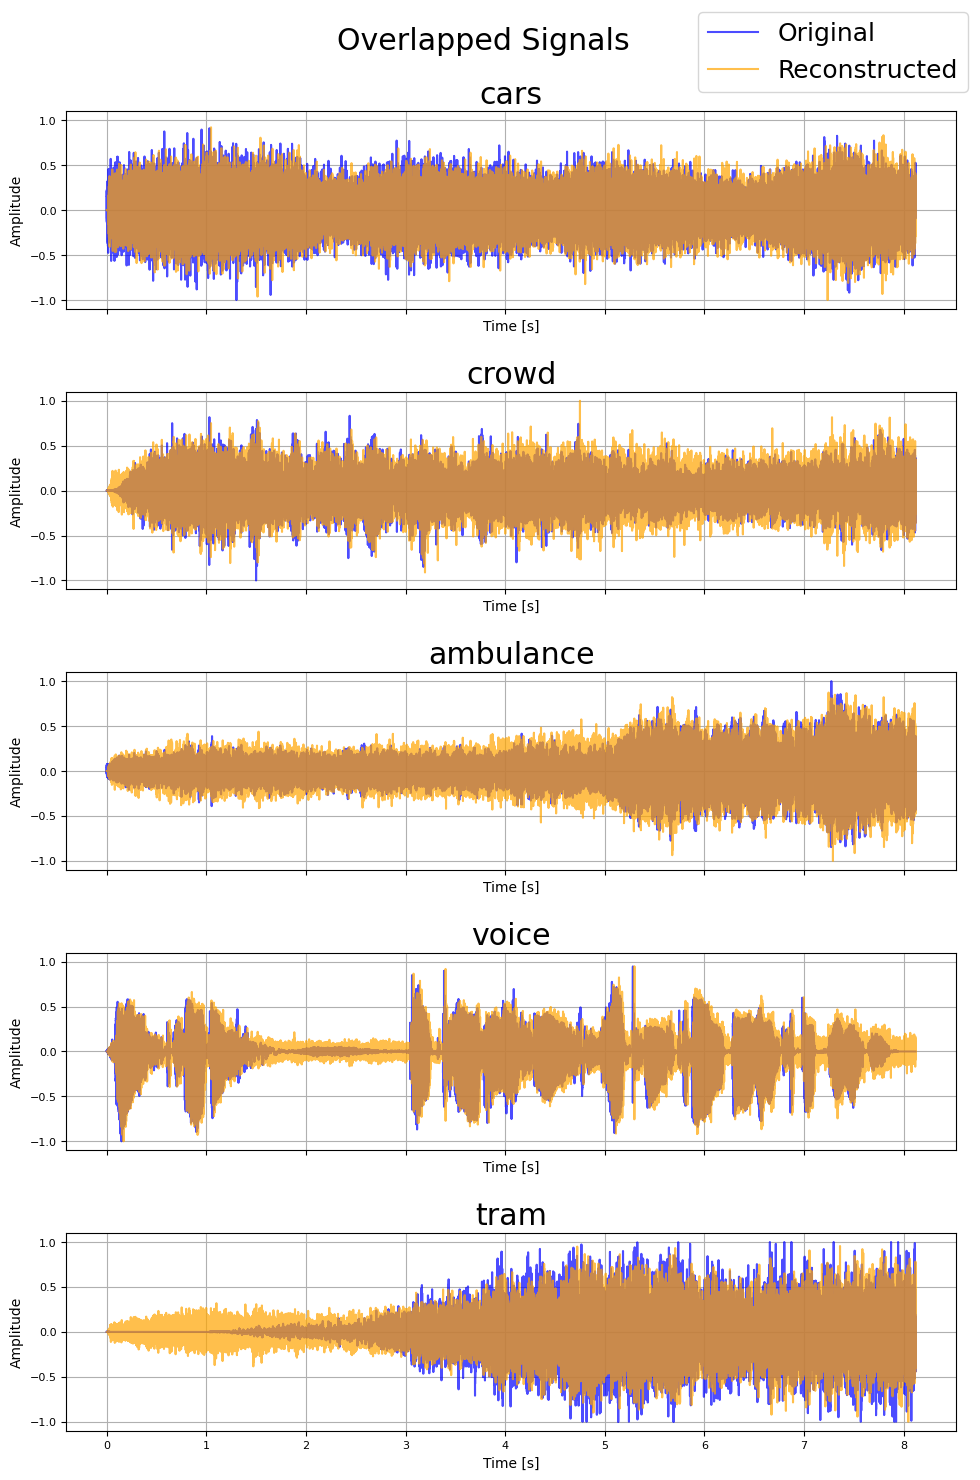 Overlapped Signals
Original
Reconstructed
cars
1.0
0.5
0.0
−0.5
−1.0
Amplitude
Time [s]
crowd
1.0
0.5
0.0
−0.5
−1.0
Amplitude
Time [s]
ambulance
1.0
0.5
0.0
−0.5
−1.0
Amplitude
Time [s]
voice
1.0
0.5
0.0
−0.5
−1.0
Amplitude
Time [s]
tram
1.0
0.5
0.0
−0.5
−1.0
Amplitude
0 1 2 3 4 5 6 7 8
Time [s]